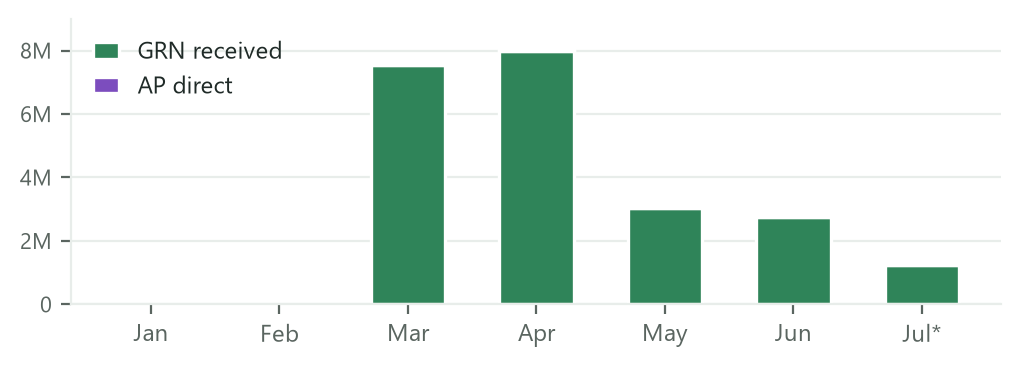 GRN received
AP direct
8M
6M
4M
2M
0
Jan Feb Mar Apr May Jun Jul*